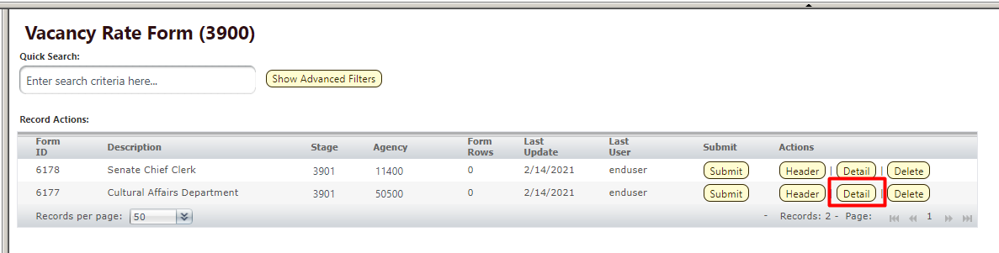 Vacancy Rate Form (3900)
Quick Search:
Enter search criteria here...
Show Advanced Filters
Record Actions:
Form ID Description Stage Agency Form Rows Last Update Last User Submit Actions
6178 Senate Chief Clerk 3901 11400 0 2/14/2021 enduser Submit Header | Detail | Delete
6177 Cultural Affairs Department 3901 50500 0 2/14/2021 enduser Submit Header | Detail | Delete
Records per page: 50 - Records: 2 - Page: 1